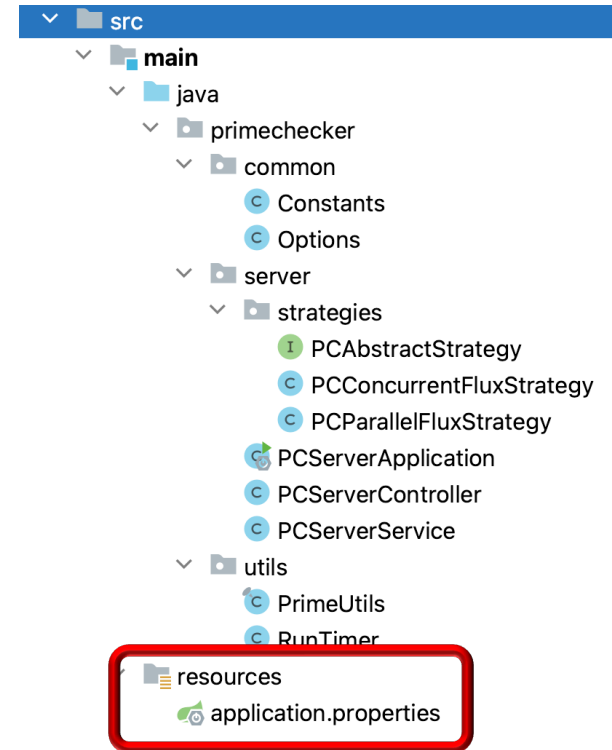 src
main
java
primechecker
common
C Constants
C Options
server
strategies
I PCAbstractStrategy
C PCConcurrentFluxStrategy
C PCParallelFluxStrategy
C PCServerApplication
C PCServerController
C PCServerService
utils
C PrimeUtils
C RunTimer
resources
application.properties